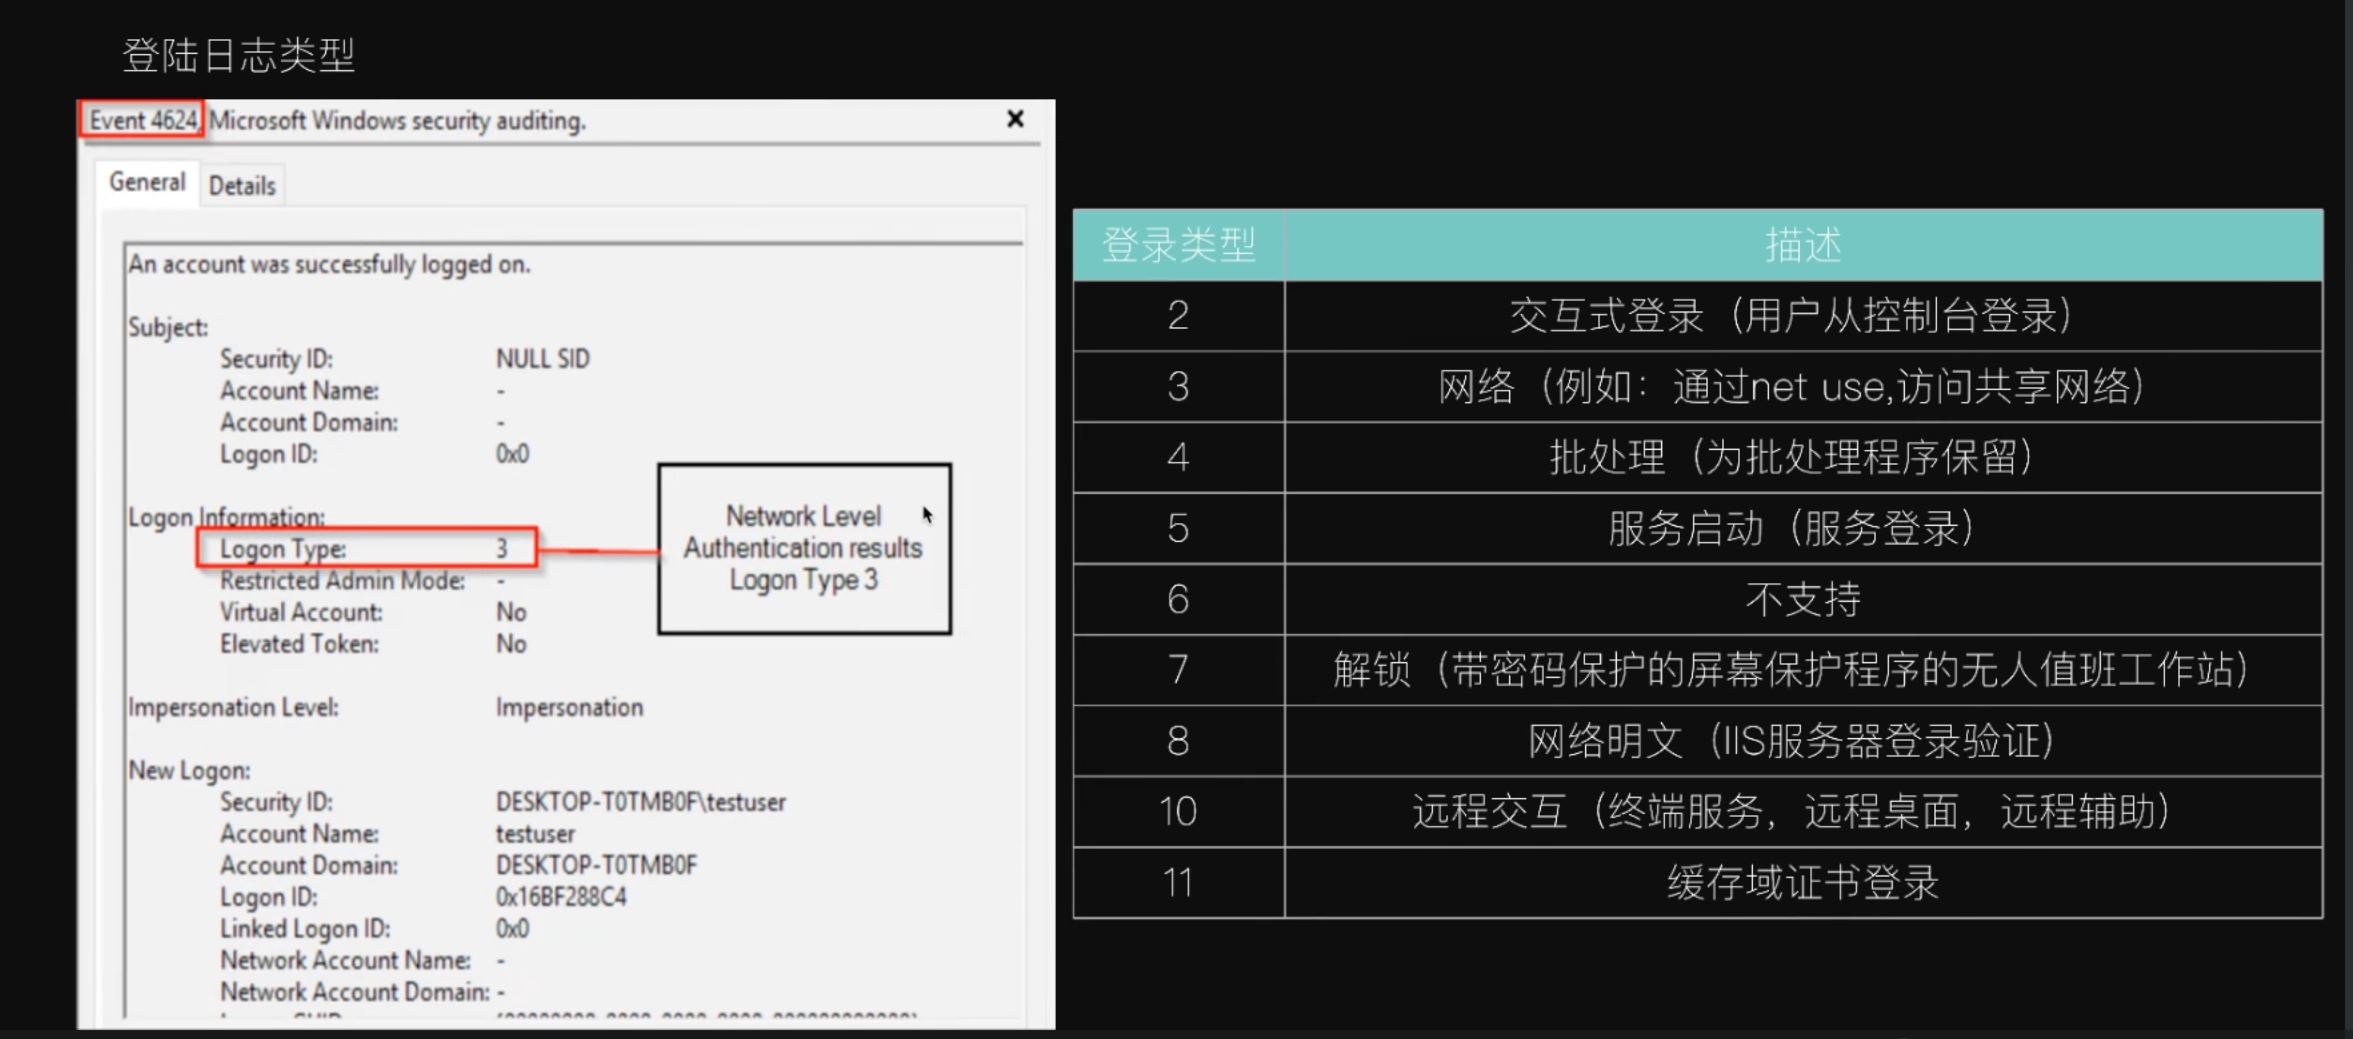 登陆日志类型
Event 4624, Microsoft Windows security auditing.
General Details
An account was successfully logged on.
Subject:
Security ID: NULL SID
Account Name: -
Account Domain: -
Logon ID: 0x0
Logon Information:
Logon Type: 3
Restricted Admin Mode: -
Virtual Account: No
Elevated Token: No
Network Level
Authentication results
Logon Type 3
Impersonation Level: Impersonation
New Logon:
Security ID: DESKTOP-T0TMB0F\testuser
Account Name: testuser
Account Domain: DESKTOP-T0TMB0F
Logon ID: 0x16BF288C4
Linked Logon ID: 0x0
Network Account Name: -
Network Account Domain: -
登录类型 描述
2 交互式登录（用户从控制台登录）
3 网络（例如：通过net use,访问共享网络）
4 批处理（为批处理程序保留）
5 服务启动（服务登录）
6 不支持
7 解锁（带密码保护的屏幕保护程序的无人值班工作站）
8 网络明文（IIS服务器登录验证）
10 远程交互（终端服务，远程桌面，远程辅助）
11 缓存域证书登录